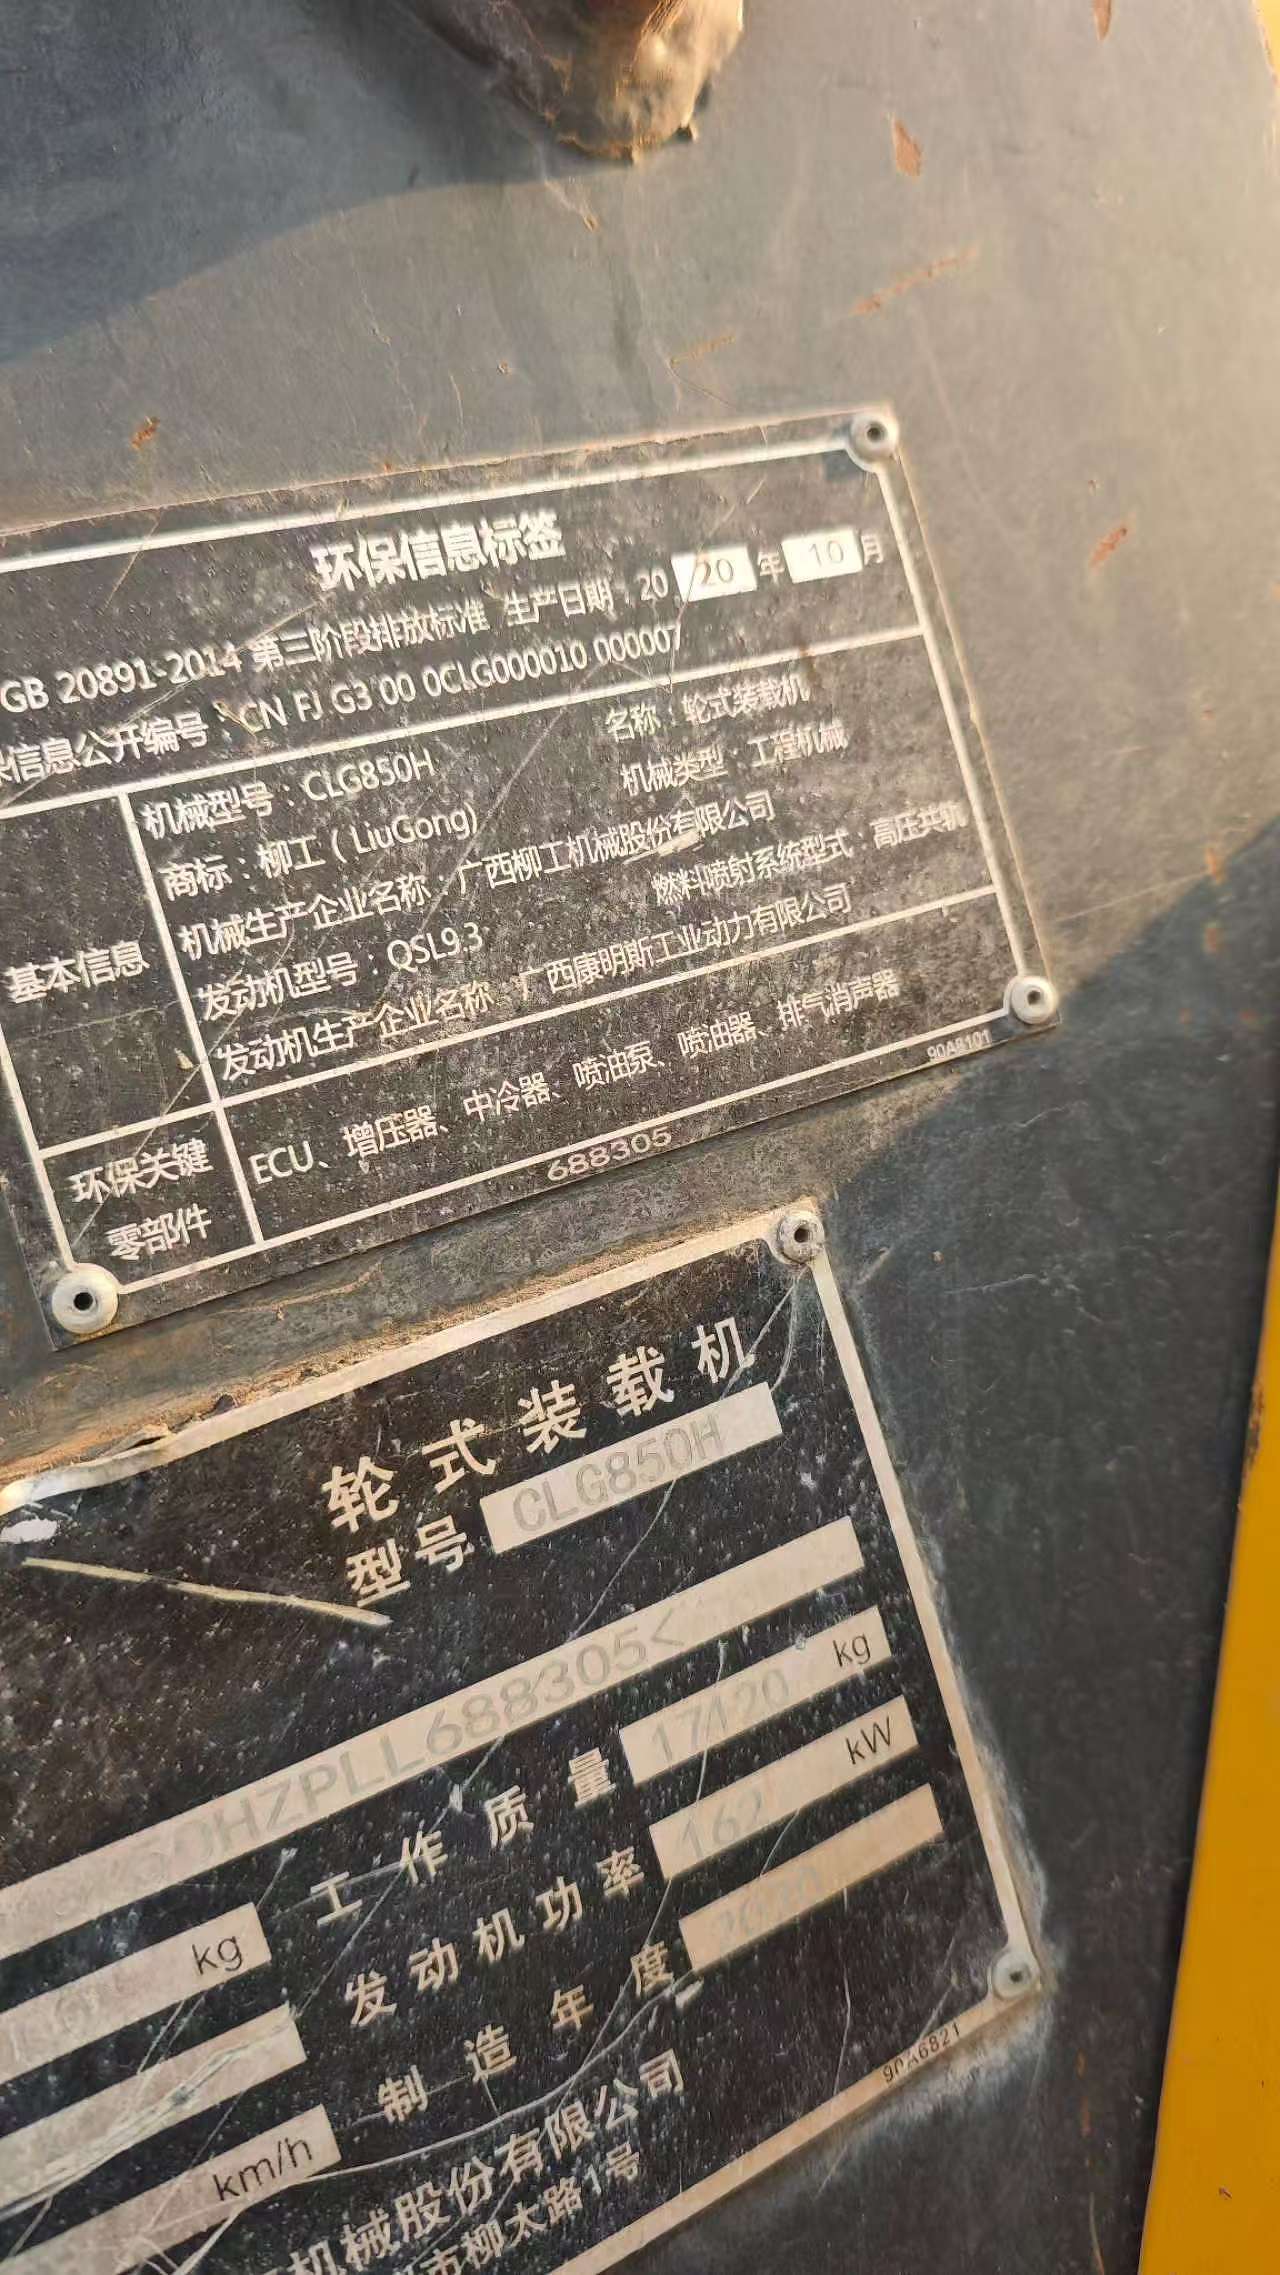 环保信息标签
GB 20891-2014 第三阶段排放标准 生产日期：2020年10月
保信息公开编号：CN FJ G3 00 0CLG000010 000007
基本信息
机械型号：CLG850H 名称：轮式装载机
商标：柳工（LiuGong） 机械类型：工程机械
机械生产企业名称：广西柳工机械股份有限公司
发动机型号：QSL9.3 燃料喷射系统型式：高压共轨
发动机生产企业名称：广西康明斯工业动力有限公司
环保关键
零部件
ECU、增压器、中冷器、喷油泵、喷油器、排气消声器
688305
90A8101
轮式装载机
型号 CLG850H
50HZPLL688305<
工作质量 17120 kg
kg 发动机功率 162 kW
制造年度 2020
km/h
机械股份有限公司
市柳太路1号
90A6821